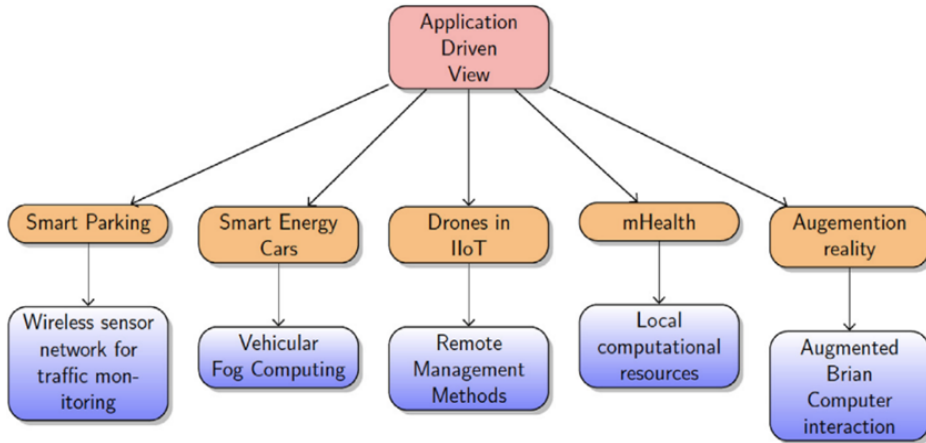 Application
Driven
View
Smart Parking
Smart Energy
Cars
Drones in
IIoT
mHealth
Augemention
reality
Wireless sensor
network for
traffic mon-
itoring
Vehicular
Fog Computing
Remote
Management
Methods
Local
computational
resources
Augmented
Brian
Computer
interaction